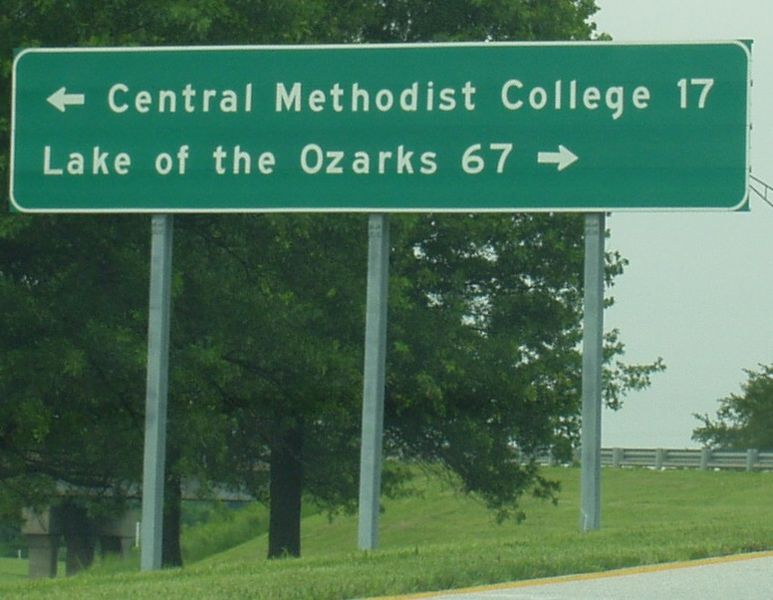 ← Central Methodist College 17
Lake of the Ozarks 67 →